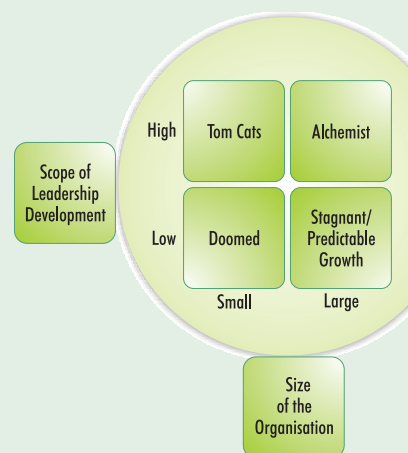 High
Tom Cats
Alchemist
Scope of
Leadership
Development
Low
Doomed
Stagnant/
Predictable
Growth
Small
Large
Size
of the
Organisation